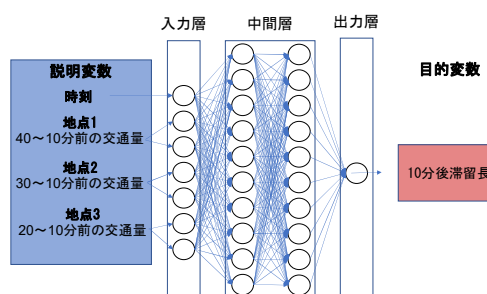 入力層
中間層
出力層
説明変数
時刻
地点1
40～10分前の交通量
地点2
30～10分前の交通量
地点3
20～10分前の交通量
目的変数
10分後滞留長